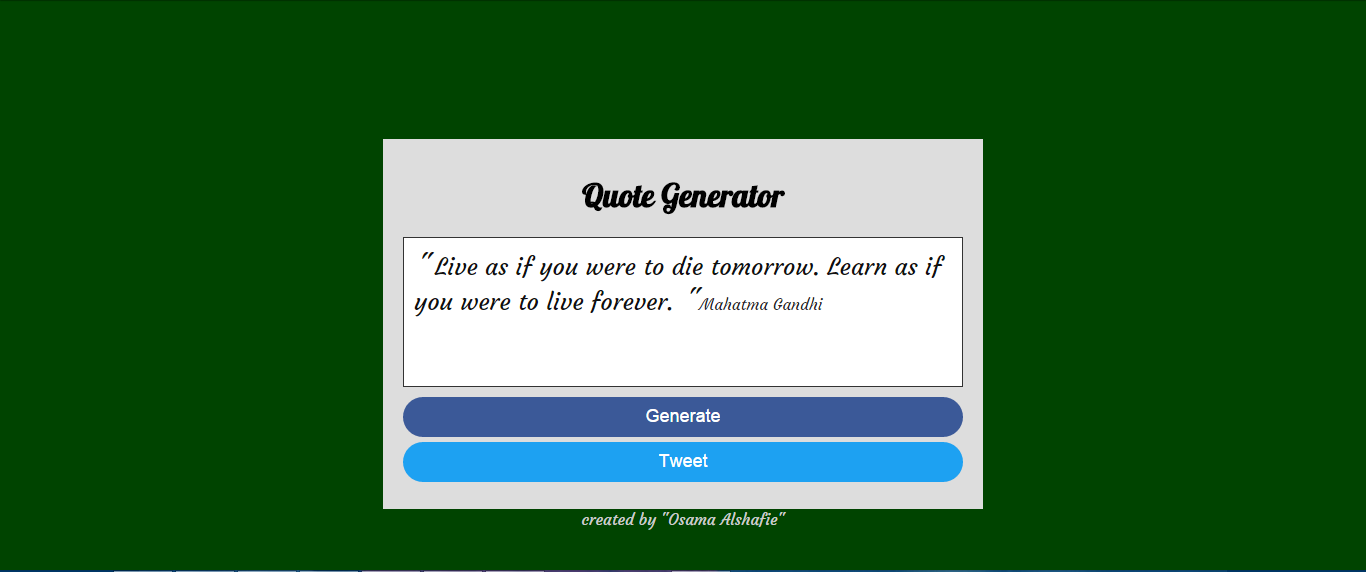 Quote Generator
"Live as if you were to die tomorrow. Learn as if
you were to live forever. "Mahatma Gandhi
Generate
Tweet
created by "Osama Alshafie"